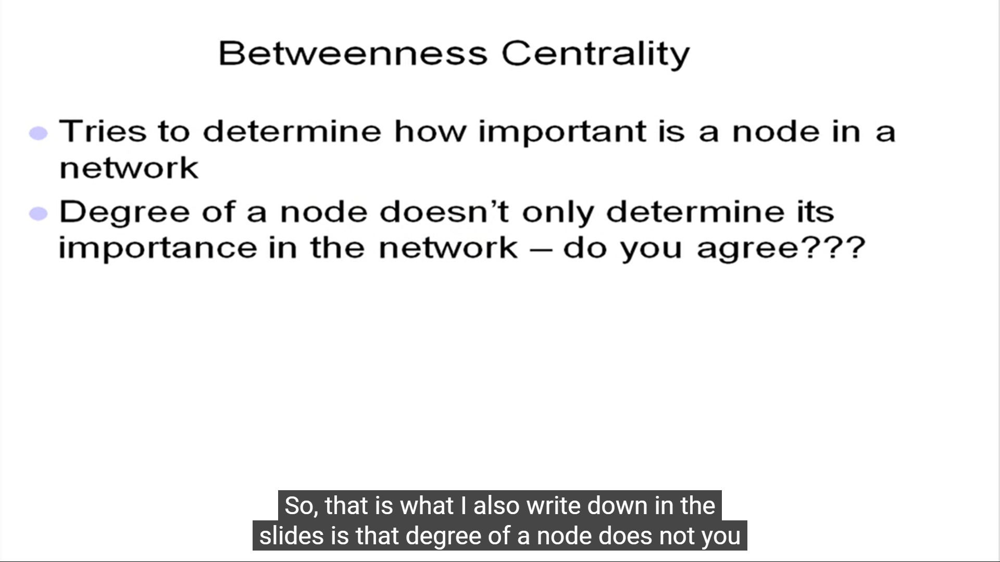 Betweenness Centrality
Tries to determine how important is a node in a
network
Degree of a node doesn’t only determine its
importance in the network – do you agree???
So, that is what I also write down in the
slides is that degree of a node does not you